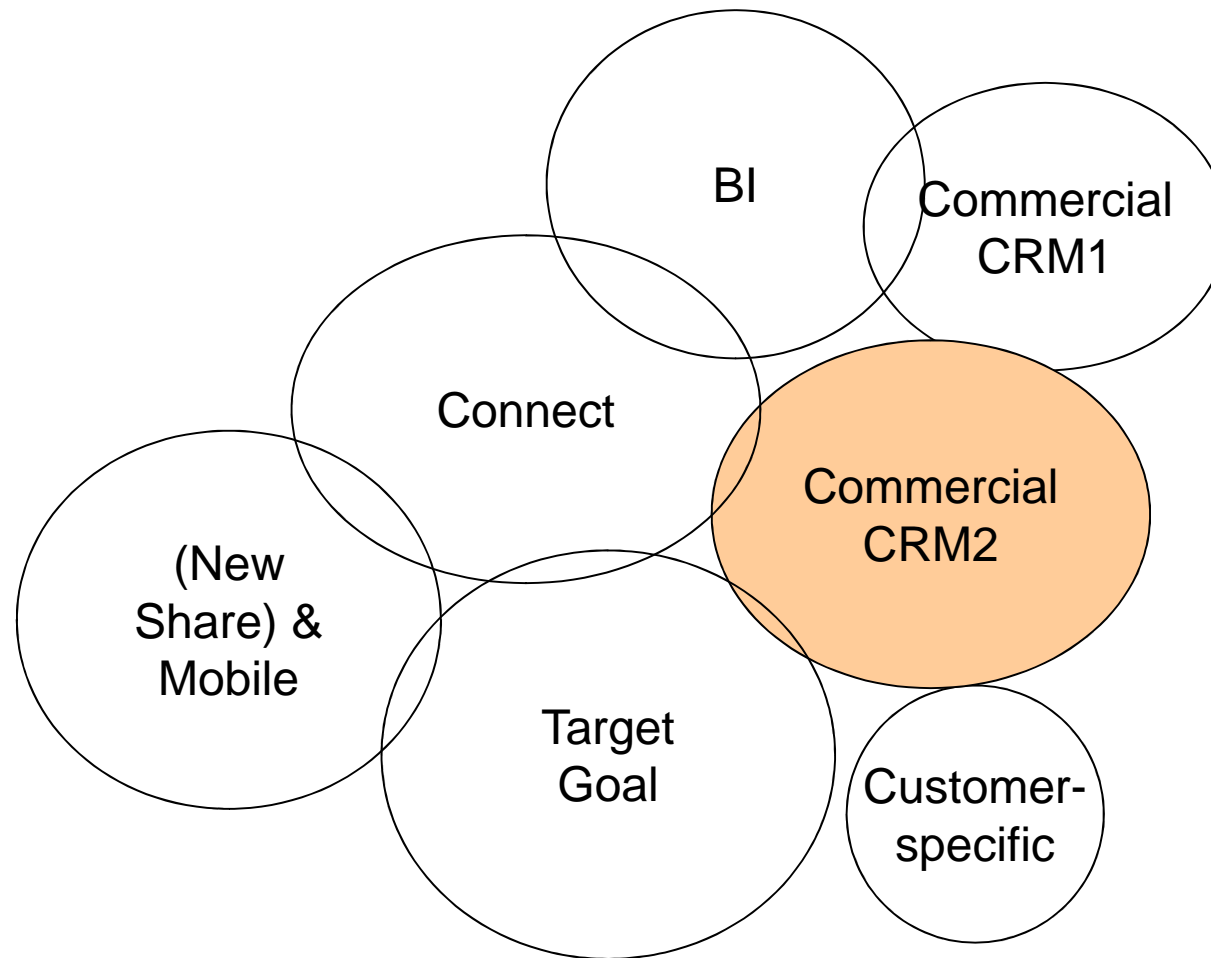 BI
Commercial
CRM1
Connect
Commercial
CRM2
(New
Share) &
Mobile
Target
Goal
Customer-
specific